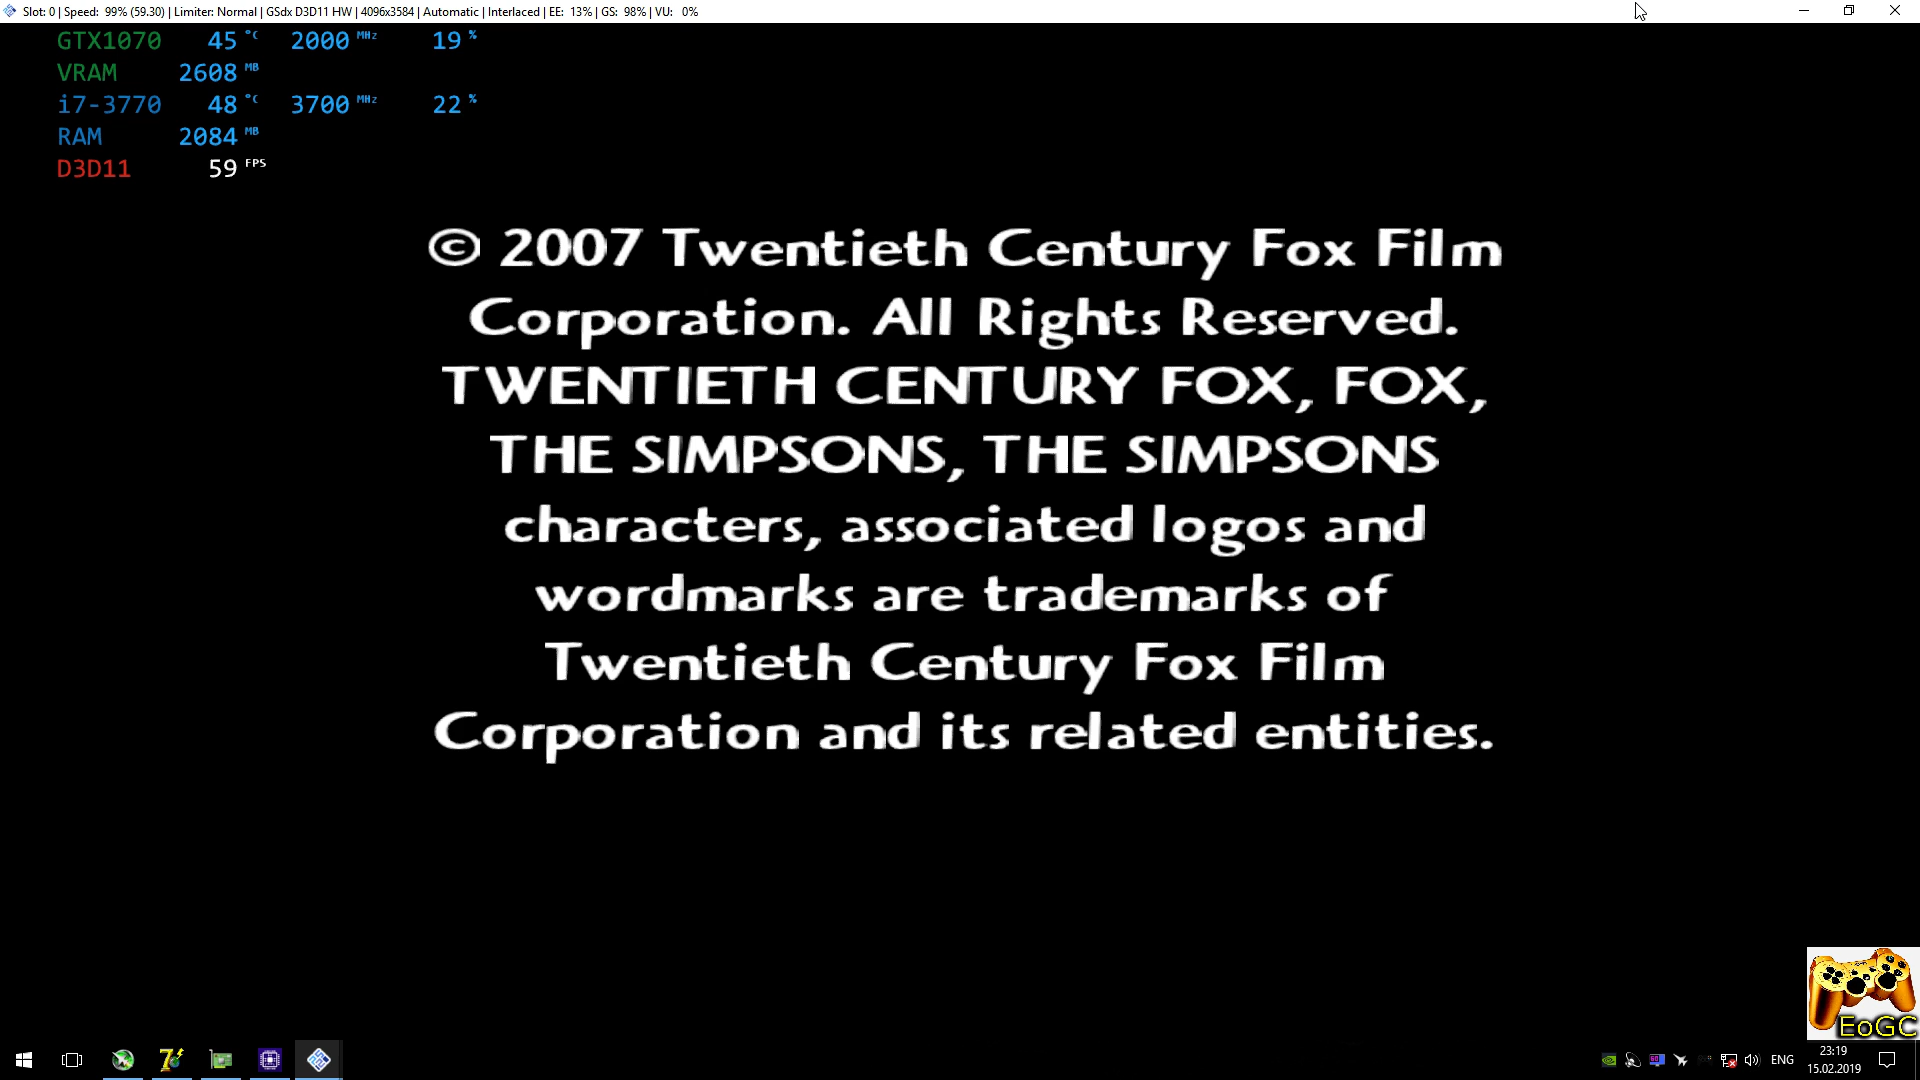 Slot: 0 | Speed: 99% (59.30) | Limiter: Normal | GSdx D3D11 HW | 4096x3584 | Automatic | Interlaced | EE: 13% | GS: 98% | VU: 0%
GTX1070 45 °C 2000 MHz 19 %
VRAM 2608 MB
i7-3770 48 °C 3700 MHz 22 %
RAM 2084 MB
D3D11 59 FPS
© 2007 Twentieth Century Fox Film
Corporation. All Rights Reserved.
TWENTIETH CENTURY FOX, FOX,
THE SIMPSONS, THE SIMPSONS
characters, associated logos and
wordmarks are trademarks of
Twentieth Century Fox Film
Corporation and its related entities.
EoGC
ENG
23:19
15.02.2019